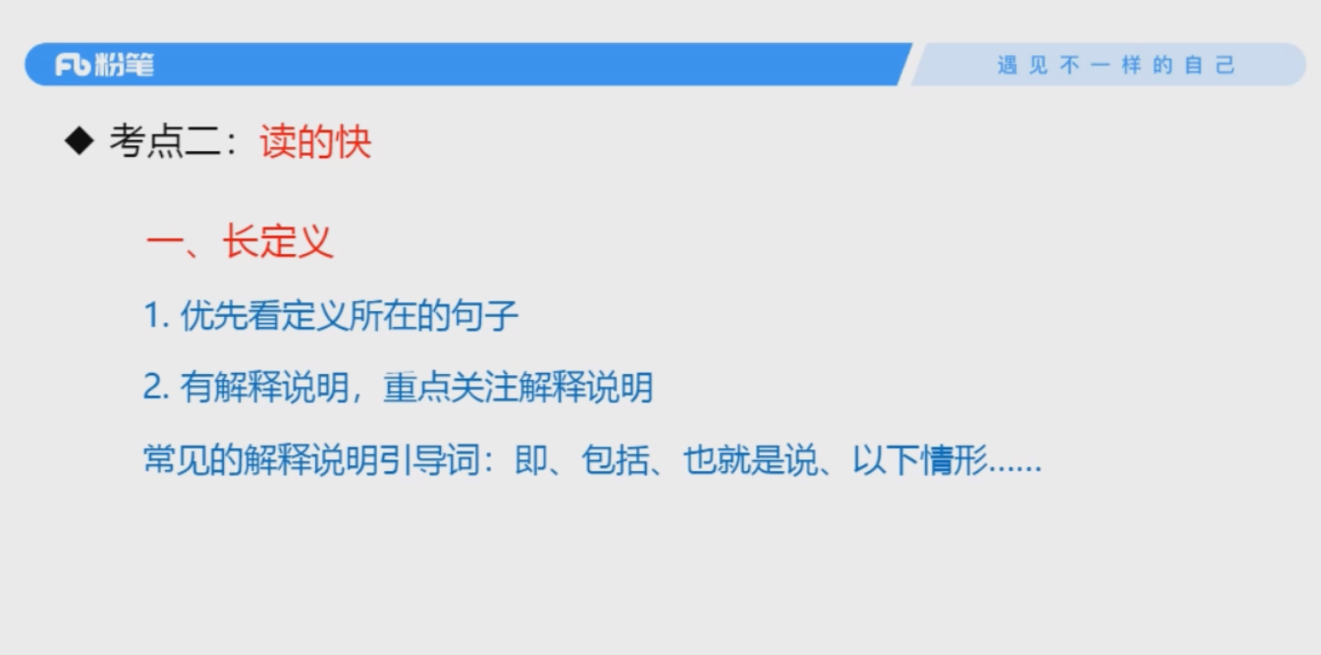 粉笔
遇见不一样的自己
◆ 考点二：读的快
一、长定义
1. 优先看定义所在的句子
2. 有解释说明，重点关注解释说明
常见的解释说明引导词：即、包括、也就是说、以下情形......